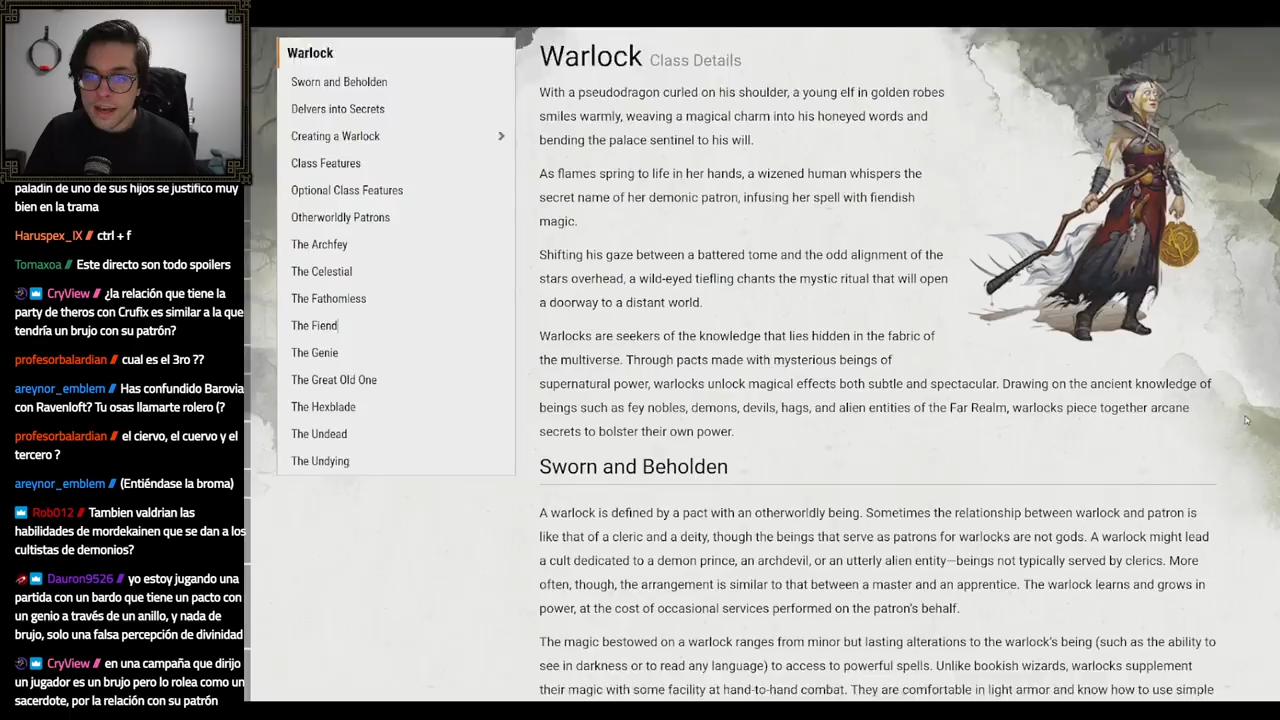 paladin de uno de sus hijos se justifico muy
bien en la trama
Haruspex_IX // ctrl + f
Tomaxoa // Este directo son todo spoilers
CryView // ¿la relación que tiene la
party de theros con Crufix es similar a la que
tendría un brujo con su patrón?
profesorbalardian // cual es el 3ro ??
areynor_emblem // Has confundido Barovia
con Ravenloft? Tu osas llamarte rolero (?
profesorbalardian // el ciervo, el cuervo y el
tercero ?
areynor_emblem // (Entiéndase la broma)
Rob012 // Tambien valdrian las
habilidades de mordekainen que se dan a los
cultistas de demonios?
Dauron9526 // yo estoy jugando una
partida con un bardo que tiene un pacto con
un genio a través de un anillo, y nada de
brujo, solo una falsa percepción de divinidad
CryView // en una campaña que dirijo
un jugador es un brujo pero lo rolea como un
sacerdote, por la relación con su patrón
Warlock
Sworn and Beholden
Delvers into Secrets
Creating a Warlock
Class Features
Optional Class Features
Otherworldly Patrons
The Archfey
The Celestial
The Fathomless
The Fiend
The Genie
The Great Old One
The Hexblade
The Undead
The Undying
Warlock Class Details
With a pseudodragon curled on his shoulder, a young elf in golden robes
smiles warmly, weaving a magical charm into his honeyed words and
bending the palace sentinel to his will.
As flames spring to life in her hands, a wizened human whispers the
secret name of her demonic patron, infusing her spell with fiendish
magic.
Shifting his gaze between a battered tome and the odd alignment of the
stars overhead, a wild-eyed tiefling chants the mystic ritual that will open
a doorway to a distant world.
Warlocks are seekers of the knowledge that lies hidden in the fabric of
the multiverse. Through pacts made with mysterious beings of
supernatural power, warlocks unlock magical effects both subtle and spectacular. Drawing on the ancient knowledge of
beings such as fey nobles, demons, devils, hags, and alien entities of the Far Realm, warlocks piece together arcane
secrets to bolster their own power.
Sworn and Beholden
A warlock is defined by a pact with an otherworldly being. Sometimes the relationship between warlock and patron is
like that of a cleric and a deity, though the beings that serve as patrons for warlocks are not gods. A warlock might lead
a cult dedicated to a demon prince, an archdevil, or an utterly alien entity—beings not typically served by clerics. More
often, though, the arrangement is similar to that between a master and an apprentice. The warlock learns and grows in
power, at the cost of occasional services performed on the patron's behalf.
The magic bestowed on a warlock ranges from minor but lasting alterations to the warlock's being (such as the ability to
see in darkness or to read any language) to access to powerful spells. Unlike bookish wizards, warlocks supplement
their magic with some facility at hand-to-hand combat. They are comfortable in light armor and know how to use simple